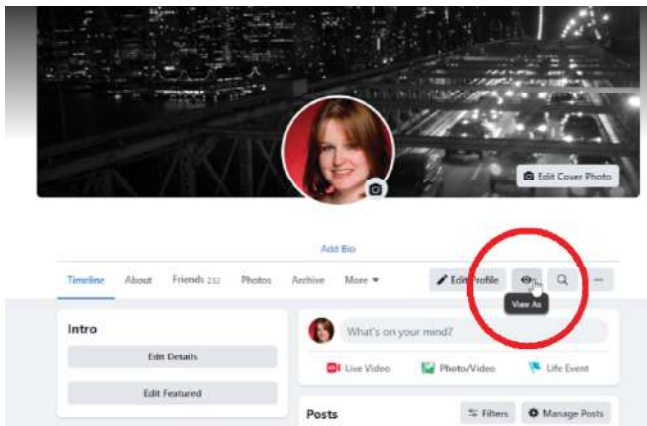 Edit Cover Photo
Add Bio
Timeline About Friends 232 Photos Archive More Edit Profile
View As
Intro
What's on your mind?
Edit Details
Live Video Photo/Video Life Event
Edit Featured
Posts Filters Manage Posts